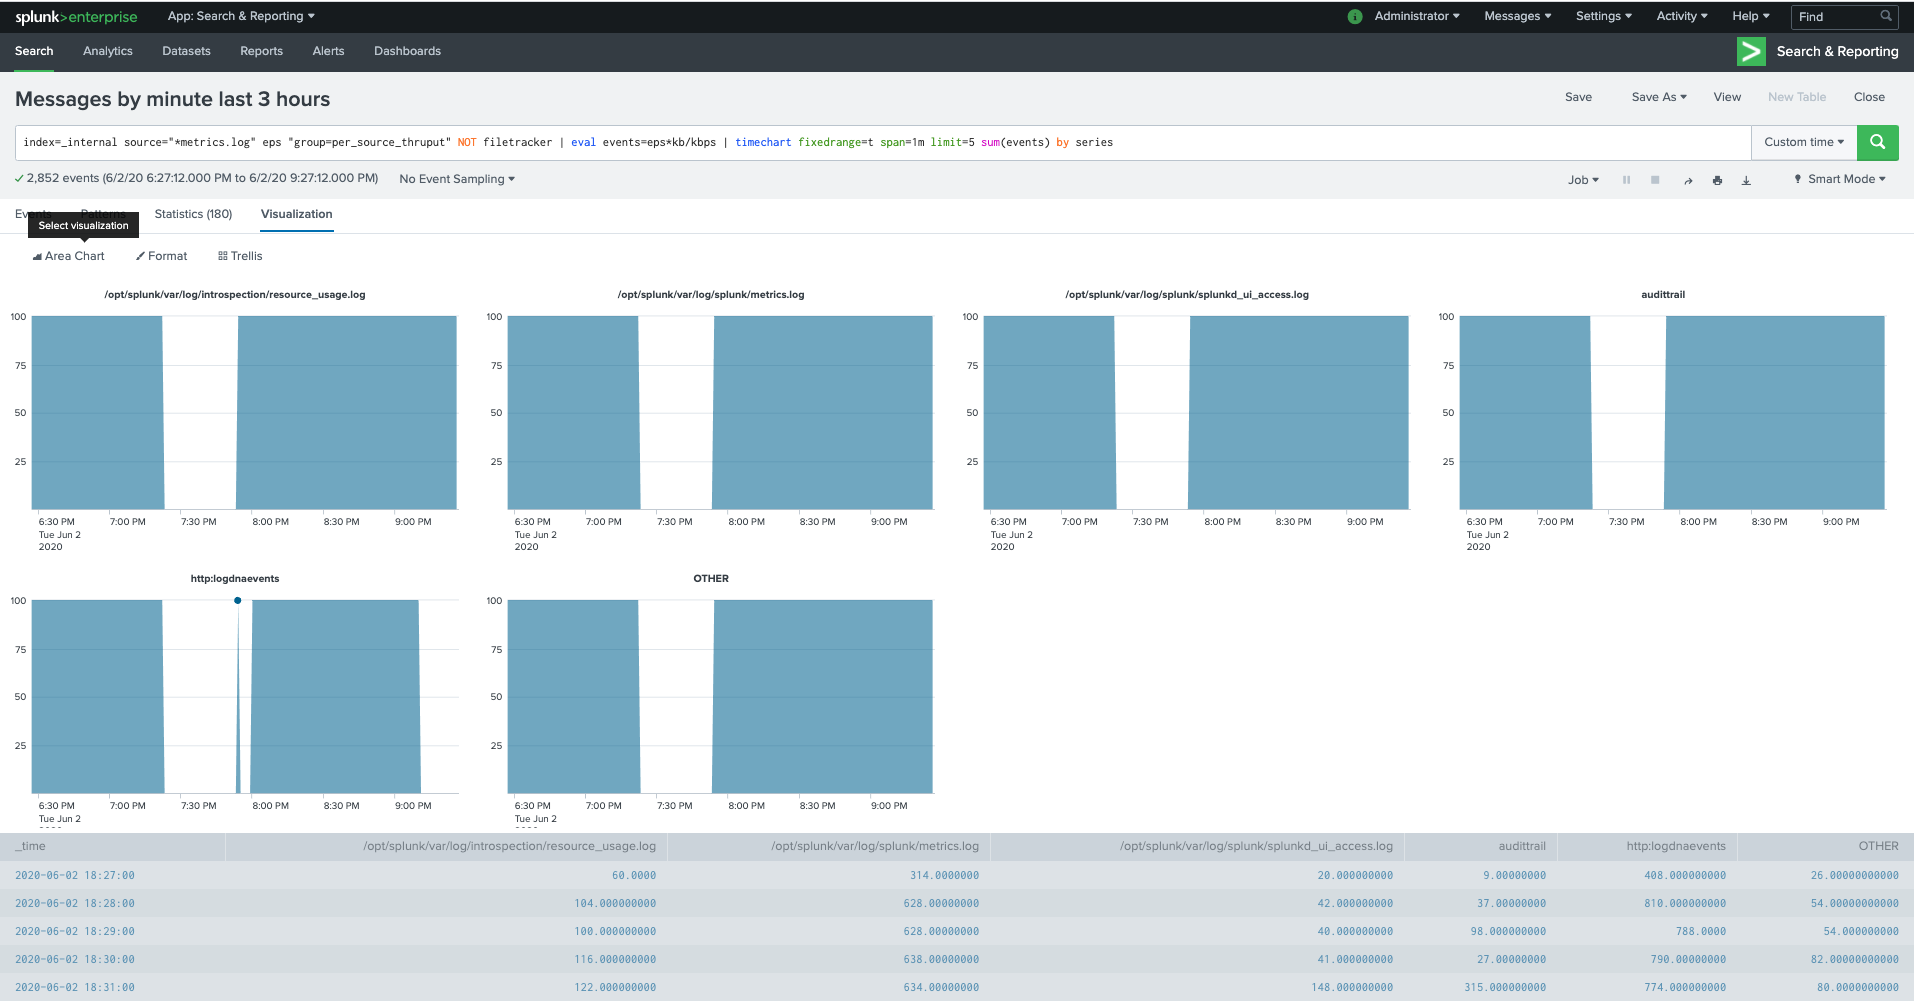 splunk>enterprise App: Search & Reporting ▾ i Administrator ▾ Messages ▾ Settings ▾ Activity ▾ Help ▾ Find
Search Analytics Datasets Reports Alerts Dashboards Search & Reporting
Messages by minute last 3 hours Save Save As ▾ View New Table Close
index=_internal source="*metrics.log" eps "group=per_source_thruput" NOT filetracker | eval events=eps*kb/kbps | timechart fixedrange=t span=1m limit=5 sum(events) by series Custom time ▾
✓ 2,852 events (6/2/20 6:27:12.000 PM to 6/2/20 9:27:12.000 PM) No Event Sampling ▾ Job ▾ Smart Mode ▾
Events Patterns Statistics (180) Visualization
Select visualization
Area Chart Format Trellis
/opt/splunk/var/log/introspection/resource_usage.log /opt/splunk/var/log/splunk/metrics.log /opt/splunk/var/log/splunk/splunkd_ui_access.log audittrail
100 100 100 100
75 75 75 75
50 50 50 50
25 25 25 25
6:30 PM 7:00 PM 7:30 PM 8:00 PM 8:30 PM 9:00 PM 6:30 PM 7:00 PM 7:30 PM 8:00 PM 8:30 PM 9:00 PM 6:30 PM 7:00 PM 7:30 PM 8:00 PM 8:30 PM 9:00 PM 6:30 PM 7:00 PM 7:30 PM 8:00 PM 8:30 PM 9:00 PM
Tue Jun 2 Tue Jun 2 Tue Jun 2 Tue Jun 2
2020 2020 2020 2020
http:logdnaevents OTHER
100 100
75 75
50 50
25 25
6:30 PM 7:00 PM 7:30 PM 8:00 PM 8:30 PM 9:00 PM 6:30 PM 7:00 PM 7:30 PM 8:00 PM 8:30 PM 9:00 PM
Tue Jun 2 Tue Jun 2
_time /opt/splunk/var/log/introspection/resource_usage.log /opt/splunk/var/log/splunk/metrics.log /opt/splunk/var/log/splunk/splunkd_ui_access.log audittrail http:logdnaevents OTHER
2020-06-02 18:27:00 60.0000 314.0000000 20.000000000 9.00000000 408.000000000 26.00000000000
2020-06-02 18:28:00 104.000000000 628.00000000 42.000000000 37.00000000 810.000000000 54.000000000000
2020-06-02 18:29:00 100.000000000 628.00000000 40.000000000 98.000000000 788.0000 54.000000000
2020-06-02 18:30:00 116.000000000 638.00000000 41.000000000 27.00000000 790.00000000 82.00000000000
2020-06-02 18:31:00 122.000000000 634.00000000 148.000000000 315.00000000 774.000000000 80.0000000000